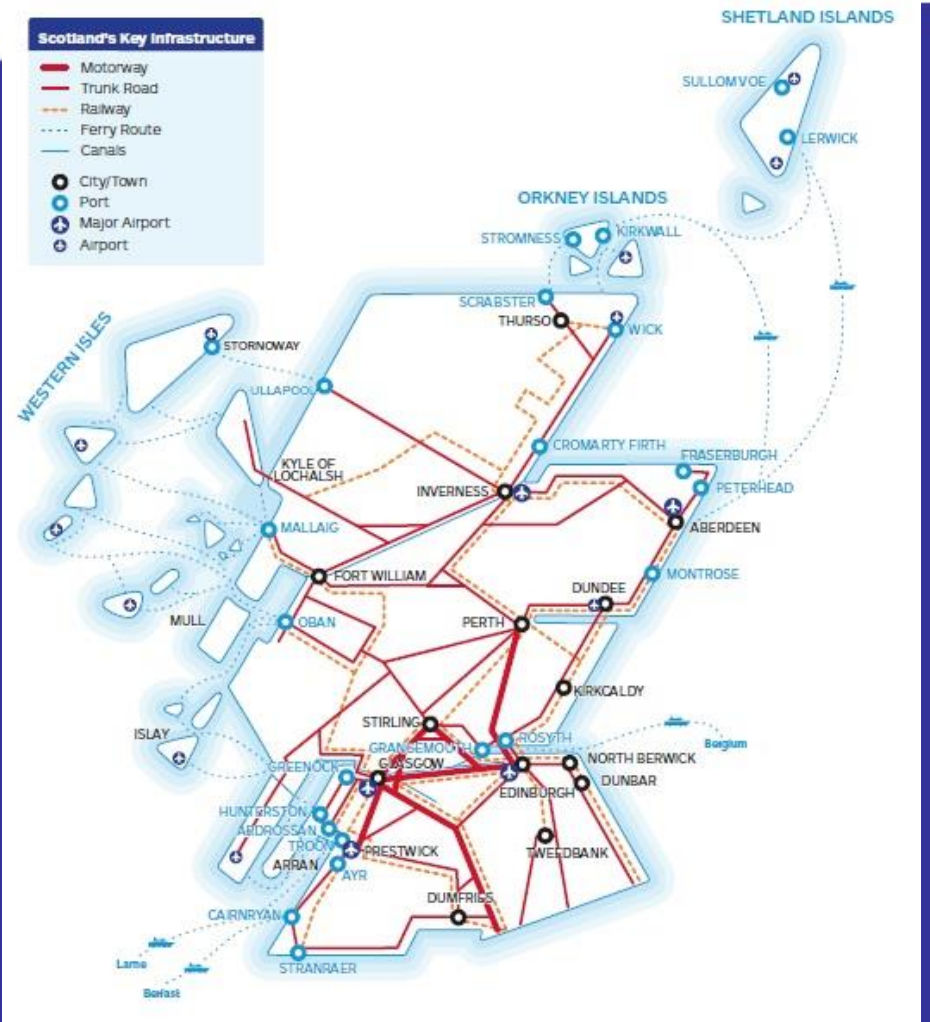 SHETLAND ISLANDS
Scotland's Key Infrastructure
Motorway
Trunk Road
Railway
Ferry Route
Canals
City/Town
Port
Major Airport
Airport
SULLOM VOE
LERWICK
ORKNEY ISLANDS
STROMNESS
KIRKWALL
SCRABSTER
THURSO
WICK
WESTERN ISLES
STORNOWAY
ULLAPOOL
CROMARTY FIRTH
FRASERBURGH
KYLE OF
LOCHALSH
INVERNESS
PETERHEAD
MALLAIG
ABERDEEN
FORT WILLIAM
MONTROSE
DUNDEE
MULL
OBAN
PERTH
KIRKCALDY
STIRLING
ISLAY
GRANGEMOUTH
ROSYTH
Belgium
GREENOCK
GLASGOW
NORTH BERWICK
EDINBURGH
DUNBAR
HUNTERSTON
ARDROSSAN
TROON
PRESTWICK
TWEEDBANK
ARRAN
AYR
DUMFRIES
CAIRNRYAN
Larne
STRANRAER
Belfast